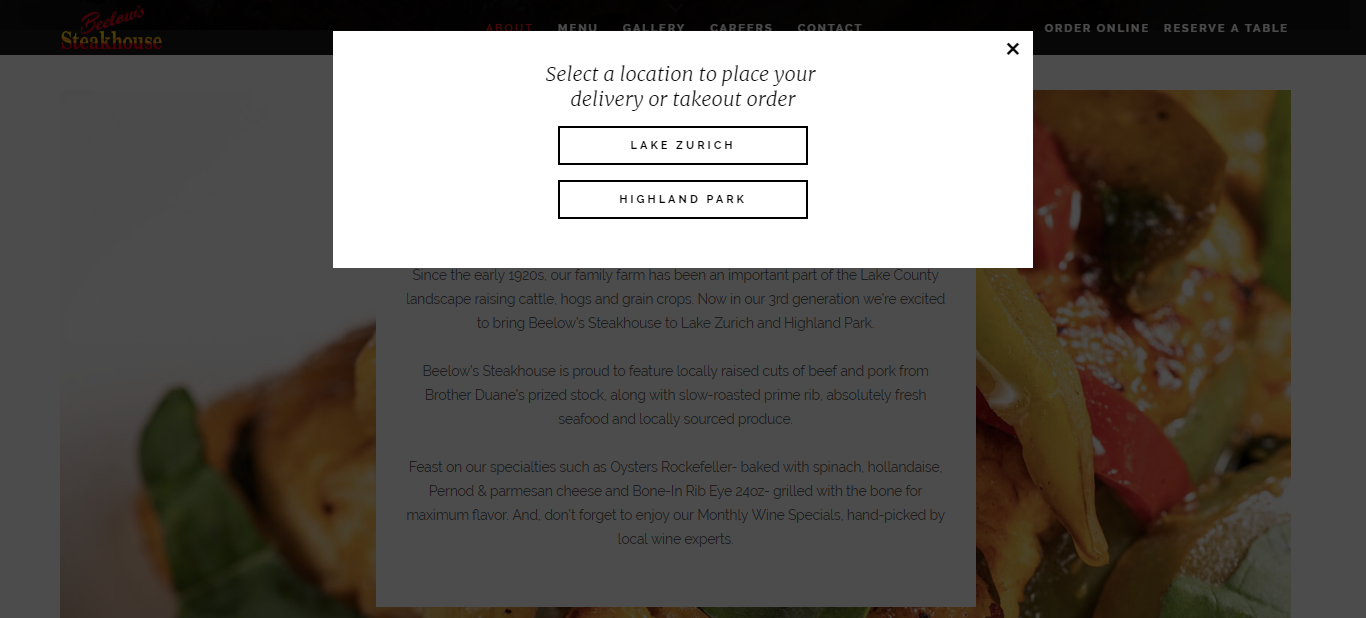 Beelow's
Steakhouse
ABOUT MENU GALLERY CAREERS CONTACT
ORDER ONLINE RESERVE A TABLE
×
Select a location to place your
delivery or takeout order
LAKE ZURICH
HIGHLAND PARK
Since the early 1920s, our family farm has been an important part of the Lake County
landscape raising cattle, hogs and grain crops. Now in our 3rd generation we're excited
to bring Beelow's Steakhouse to Lake Zurich and Highland Park.
Beelow's Steakhouse is proud to feature locally raised cuts of beef and pork from
Brother Duane's prized stock, along with slow-roasted prime rib, absolutely fresh
seafood and locally sourced produce.
Feast on our specialties such as Oysters Rockefeller- baked with spinach, hollandaise,
Pernod & parmesan cheese and Bone-In Rib Eye 24oz- grilled with the bone for
maximum flavor. And, don't forget to enjoy our Monthly Wine Specials, hand-picked by
local wine experts.